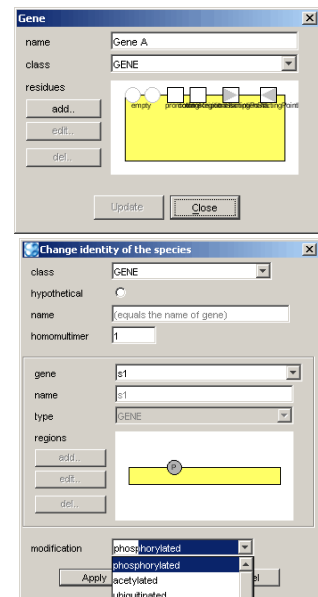 Gene
name Gene A
class GENE
residues
add..
edit..
del..
empty
Update Close
Change identity of the species
class GENE
hypothetical
name (equals the name of gene)
homomultimer 1
gene s1
name s1
type GENE
regions
add..
edit..
del..
P
modification phosphorylated
phosphorylated
Apply
acetylated
ubiquitinated